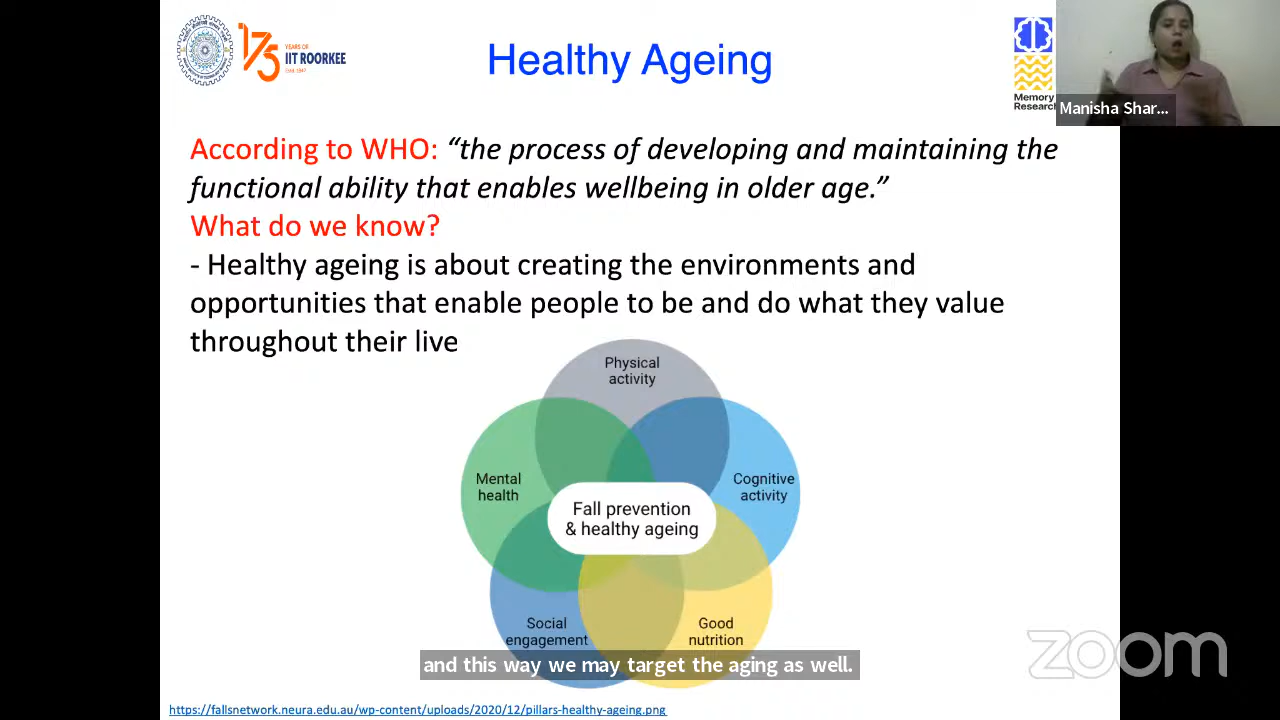 175 YEARS OF
IIT ROORKEE
Healthy Ageing
Memory
Research
Manisha Shar...
According to WHO: “the process of developing and maintaining the
functional ability that enables wellbeing in older age.”
What do we know?
- Healthy ageing is about creating the environments and
opportunities that enable people to be and do what they value
throughout their live
Physical
activity
Mental
health
Cognitive
activity
Fall prevention
& healthy ageing
Social
engagement
Good
nutrition
and this way we may target the aging as well.
zoom
https://fallsnetwork.neura.edu.au/wp-content/uploads/2020/12/pillars-healthy-ageing.png